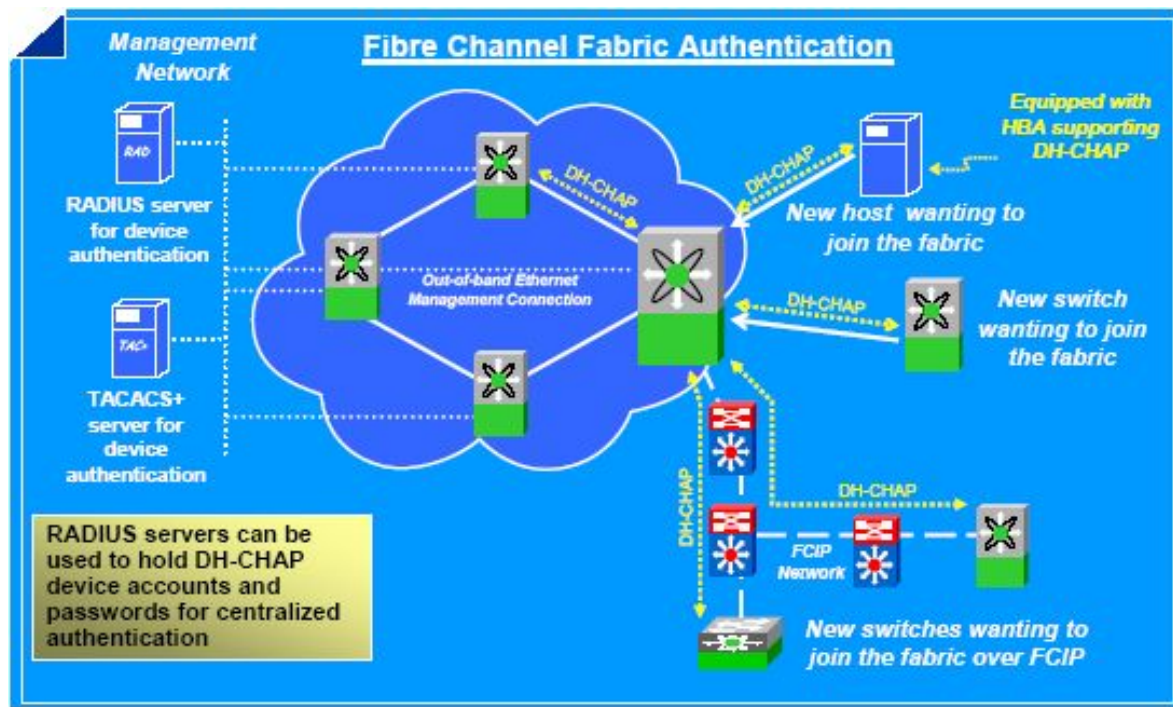 Management
Network
Fibre Channel Fabric Authentication
RAD
RADIUS server
for device
authentication
TAC+
TACACS+
server for
device
authentication
RADIUS servers can be
used to hold DH-CHAP
device accounts and
passwords for centralized
authentication
DH-CHAP
Out-of-band Ethernet
Management Connection
DH-CHAP
Equipped with
HBA supporting
DH-CHAP
New host wanting to
join the fabric
DH-CHAP
New switch
wanting to join
the fabric
DH-CHAP
DH-CHAP
FCIP
Network
New switches wanting to
join the fabric over FCIP